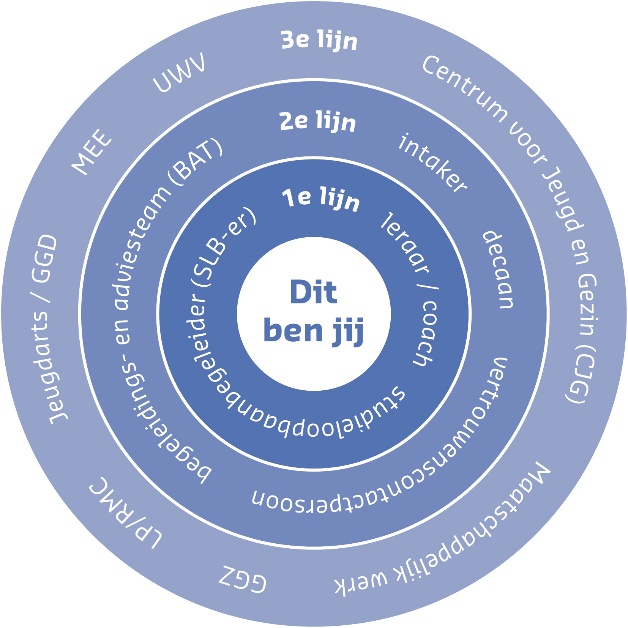 3e lijn
Centrum voor Jeugd en Gezin (CJG)
Maatschappelijk werk
GGZ
LP/RMC
Jeugdarts / GGD
MEE
UWV
2e lijn
intaker
decaan
vertrouwenscontactpersoon
begeleidings- en adviesteam (BAT)
1e lijn
leraar / coach
studieloopbaanbegeleider (SLB-er)
Dit
ben jij